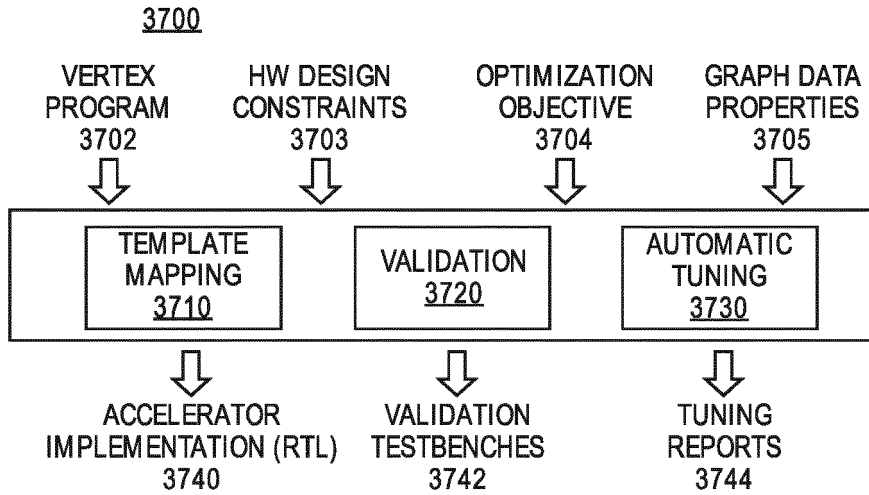 3700
VERTEX
PROGRAM
3702
HW DESIGN
CONSTRAINTS
3703
OPTIMIZATION
OBJECTIVE
3704
GRAPH DATA
PROPERTIES
3705
TEMPLATE
MAPPING
3710
VALIDATION
3720
AUTOMATIC
TUNING
3730
ACCELERATOR
IMPLEMENTATION (RTL)
3740
VALIDATION
TESTBENCHES
3742
TUNING
REPORTS
3744